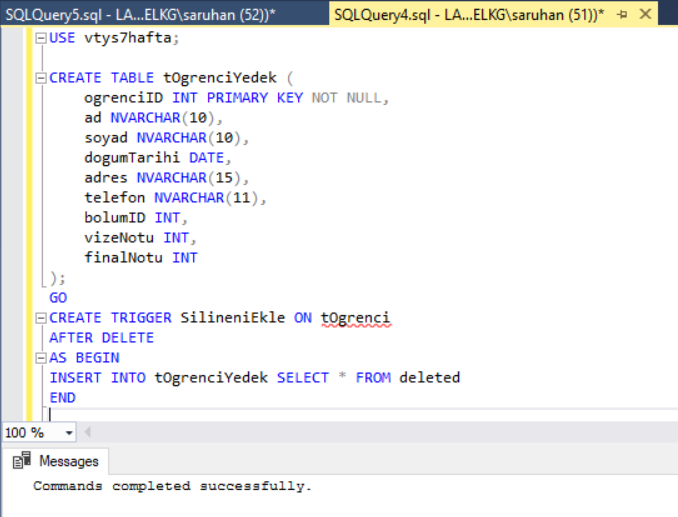 SQLQuery5.sql - LA...ELKG\saruhan (52))* SQLQuery4.sql - LA...ELKG\saruhan (51))*
USE vtys7hafta;
CREATE TABLE tOgrenciYedek (
ogrenciID INT PRIMARY KEY NOT NULL,
ad NVARCHAR(10),
soyad NVARCHAR(10),
dogumTarihi DATE,
adres NVARCHAR(15),
telefon NVARCHAR(11),
bolumID INT,
vizeNotu INT,
finalNotu INT
);
GO
CREATE TRIGGER SilineniEkle ON tOgrenci
AFTER DELETE
AS BEGIN
INSERT INTO tOgrenciYedek SELECT * FROM deleted
END
100 %
Messages
Commands completed successfully.